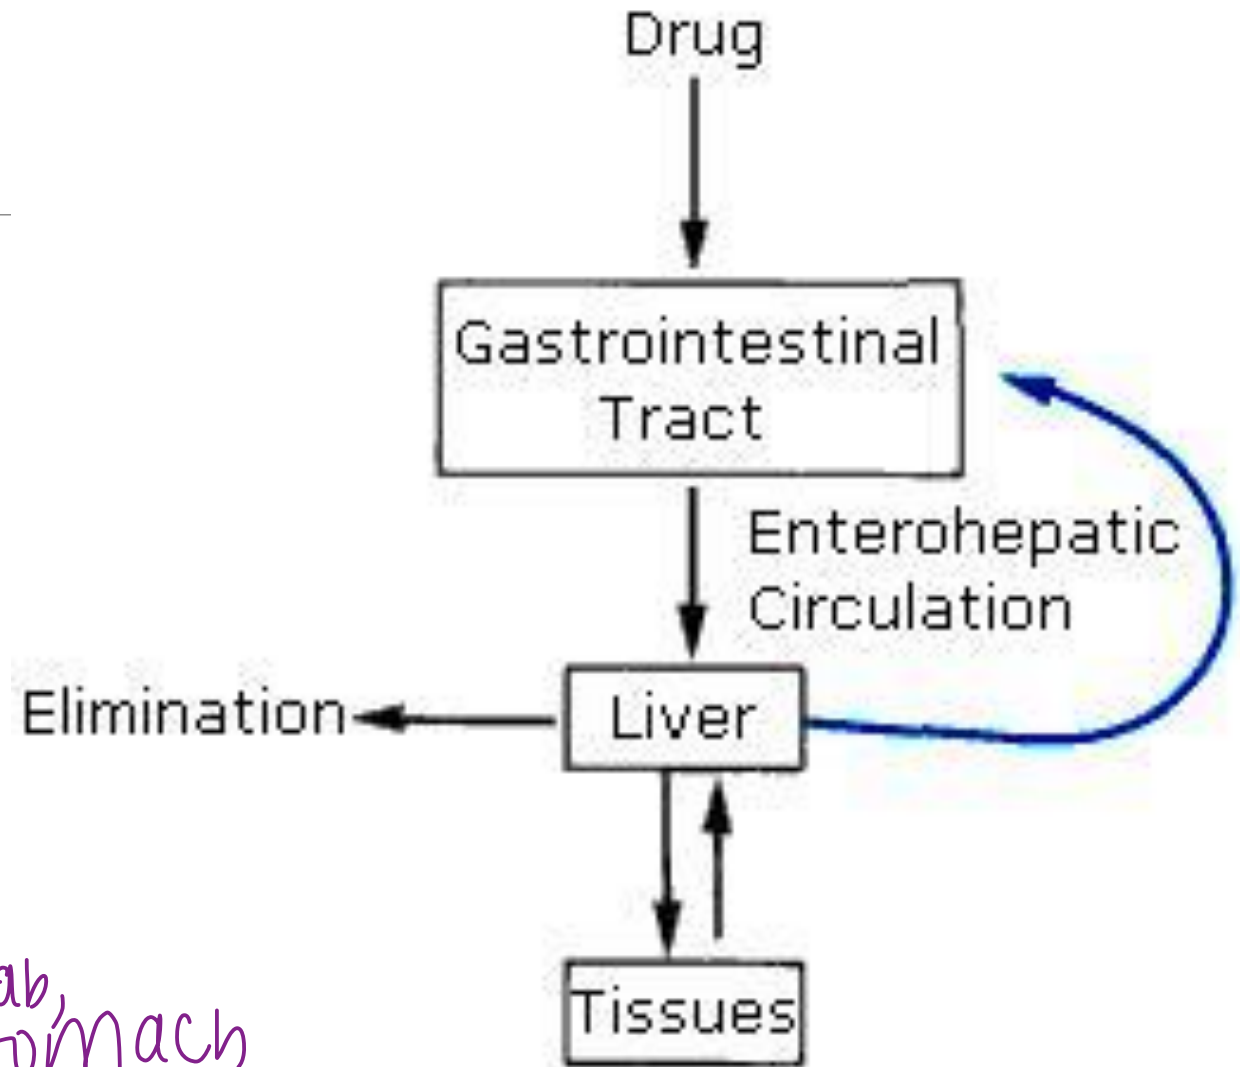 Drug
Gastrointestinal
Tract
Enterohepatic
Circulation
Elimination
Liver
Tissues